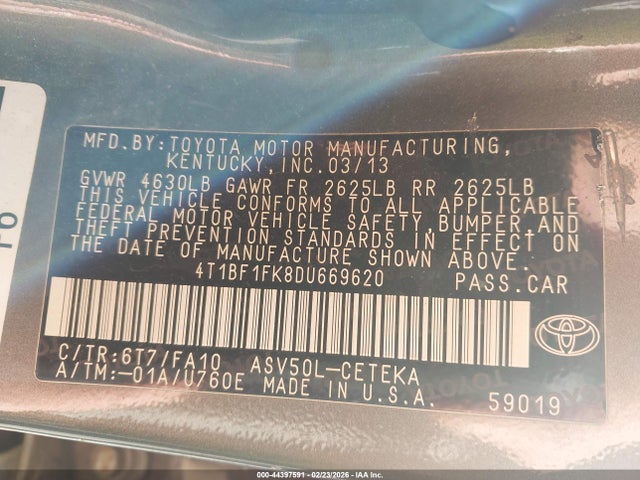 MFD.BY:TOYOTA MOTOR MANUFACTURING,
KENTUCKY,INC.03/13
GVWR 4630LB GAWR FR 2625LB RR 2625LB
THIS VEHICLE CONFORMS TO ALL APPLICABLE
FEDERAL MOTOR VEHICLE SAFETY,BUMPER,AND
THEFT PREVENTION STANDARDS IN EFFECT ON
THE DATE OF MANUFACTURE SHOWN ABOVE.
4T1BF1FK8DU669620 PASS.CAR
C/TR:6T7/FA10 ASV50L-CETEKA
A/TM:-01A/U760E MADE IN U.S.A. 59019
000-44397591 - 02/23/2026 - IAA Inc.